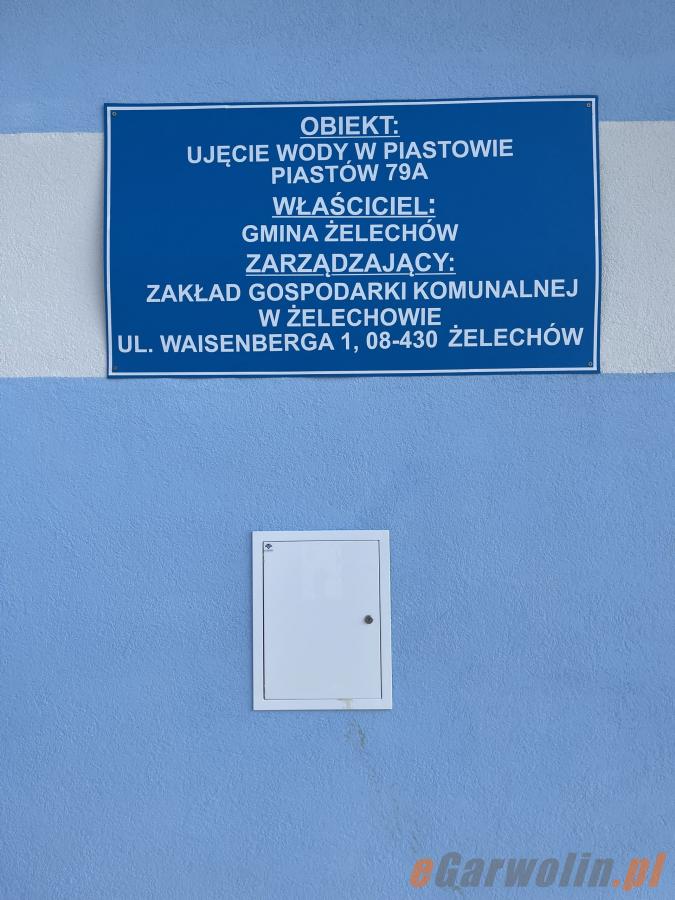 OBIEKT:
UJĘCIE WODY W PIASTOWIE
PIASTÓW 79A
WŁAŚCICIEL:
GMINA ŻELECHÓW
ZARZĄDZAJĄCY:
ZAKŁAD GOSPODARKI KOMUNALNEJ
W ŻELECHOWIE
UL. WAISENBERGA 1, 08-430 ŻELECHÓW
eGarwolin.pl